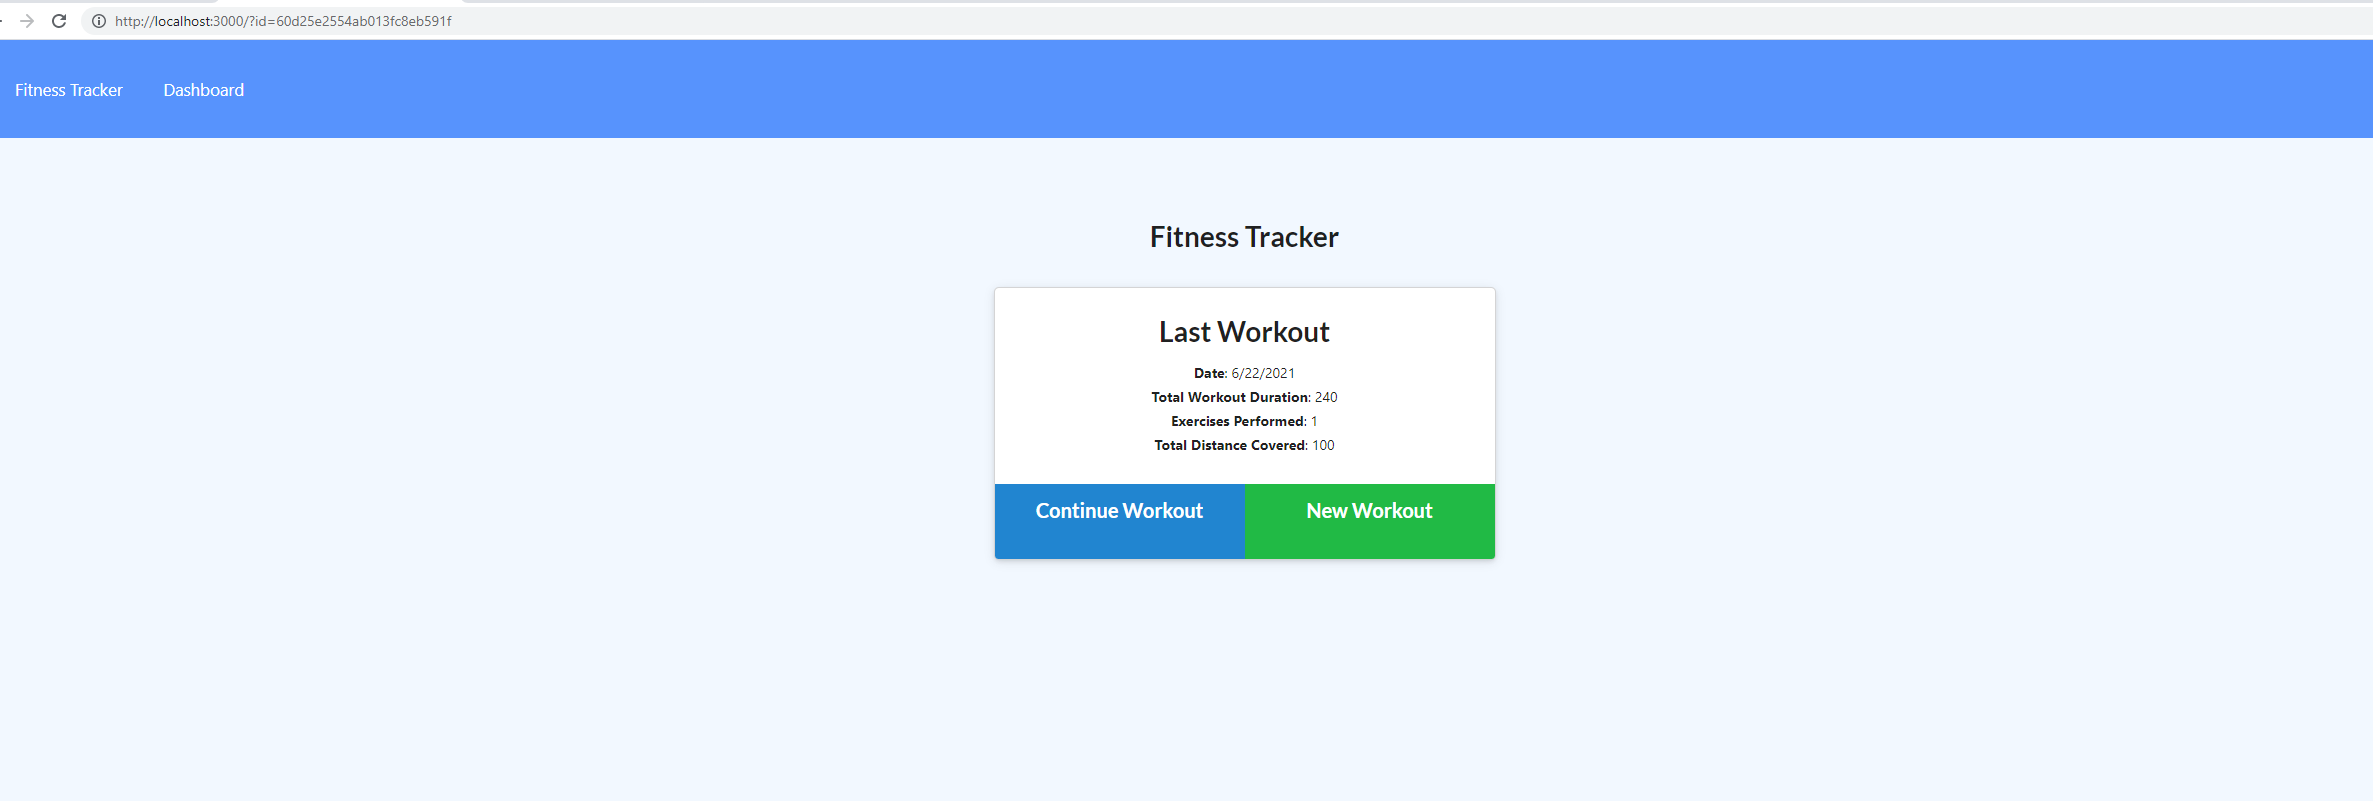 http://localhost:3000/?id=60d25e2554ab013fc8eb591f
Fitness Tracker Dashboard
Fitness Tracker
Last Workout
Date: 6/22/2021
Total Workout Duration: 240
Exercises Performed: 1
Total Distance Covered: 100
Continue Workout New Workout